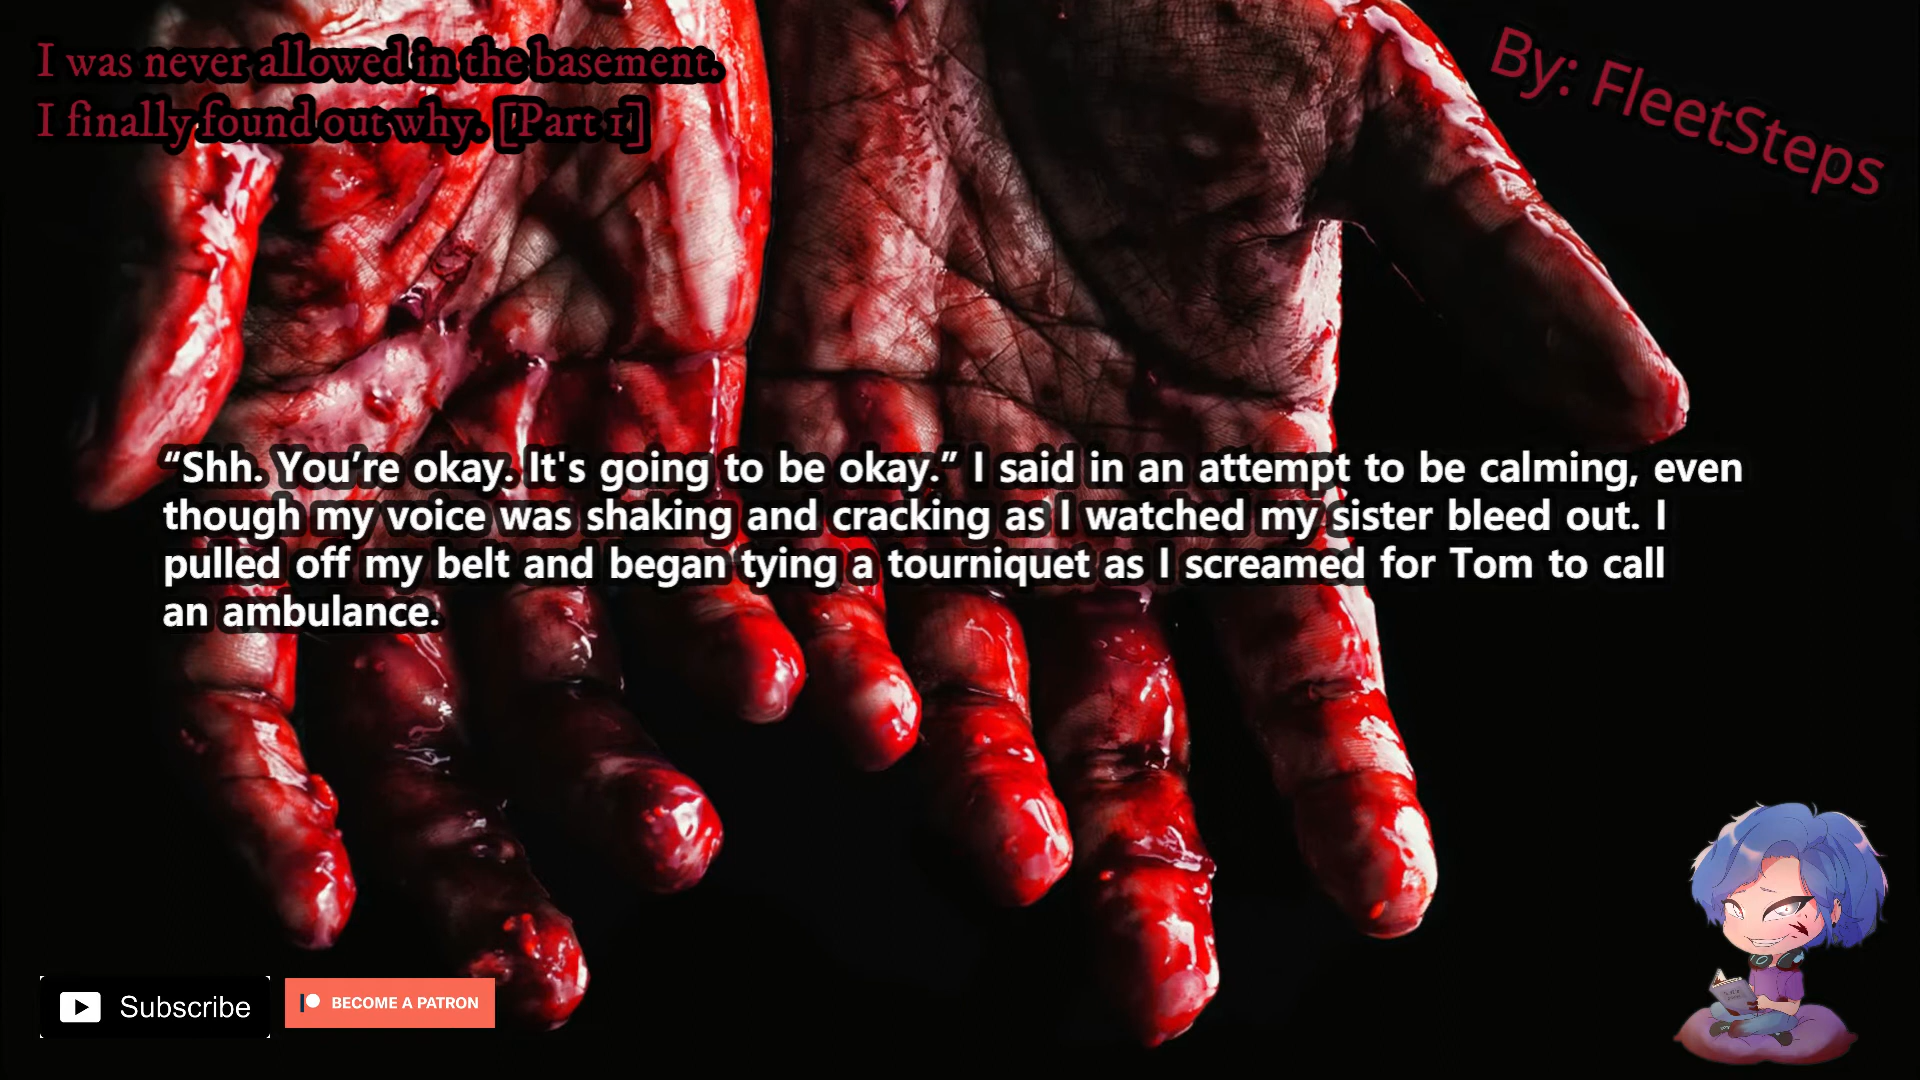 I was never allowed in the basement.
I finally found out why. [Part 1]
By: FleetSteps
“Shh. You’re okay. It's going to be okay.” I said in an attempt to be calming, even
though my voice was shaking and cracking as I watched my sister bleed out. I
pulled off my belt and began tying a tourniquet as I screamed for Tom to call
an ambulance.
Subscribe
BECOME A PATRON